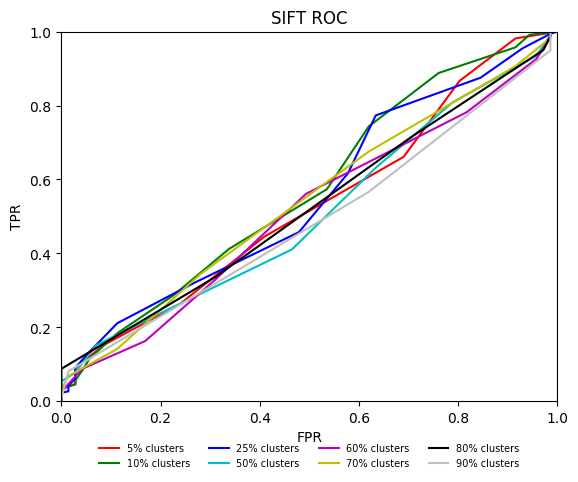 SIFT ROC
1.0
0.8
0.6
0.4
0.2
0.0
TPR
0.0 0.2 0.4 0.6 0.8 1.0
FPR
5% clusters 25% clusters 60% clusters 80% clusters
10% clusters 50% clusters 70% clusters 90% clusters